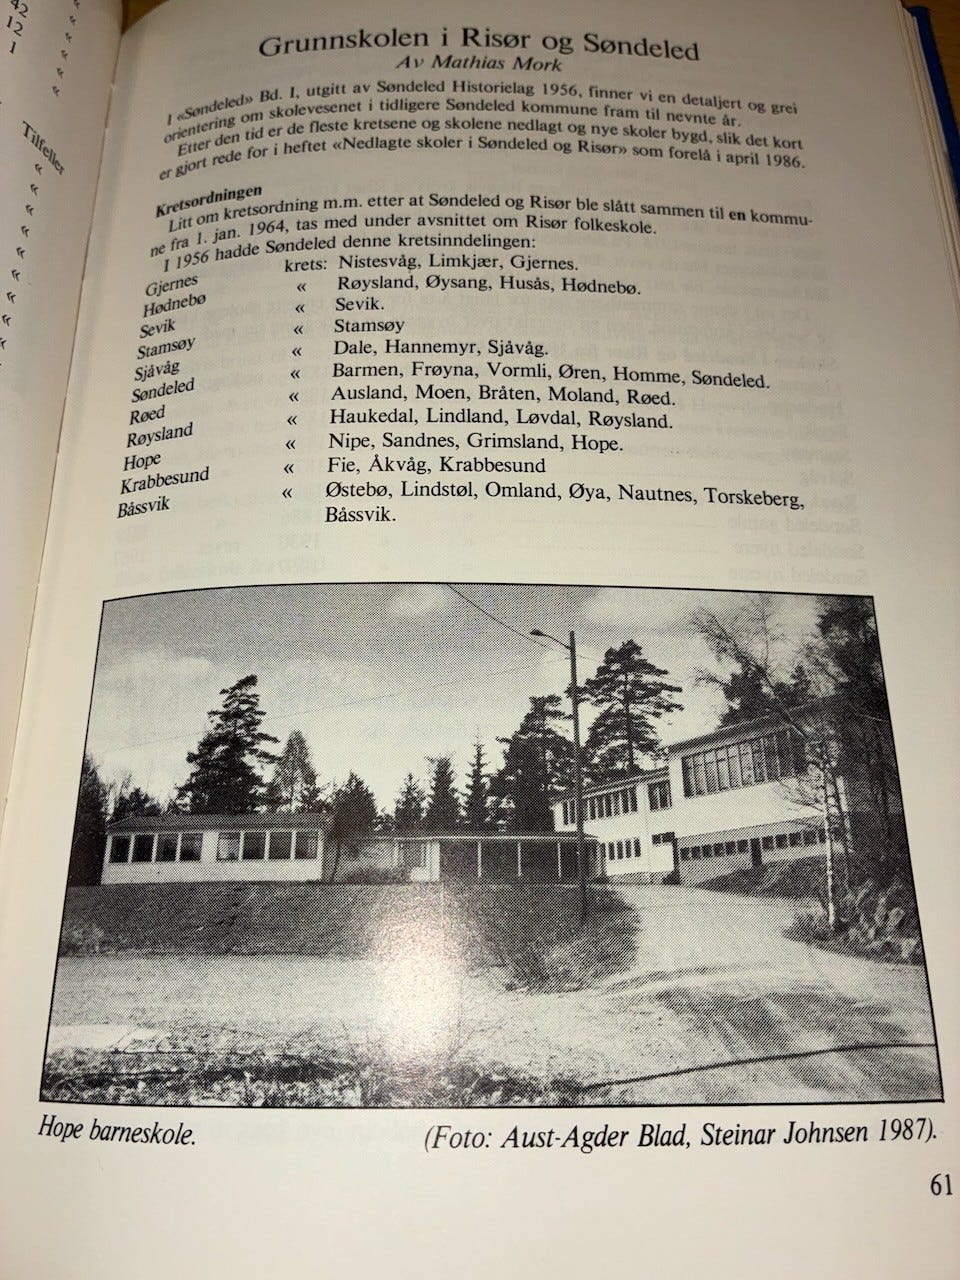 42
12
1
Tilfeller
«
«
«
«
«
«
«
«
«
Grunnskolen i Risør og Søndeled
Av Mathias Mork
I «Søndeled» Bd. I, utgitt av Søndeled Historielag 1956, finner vi en detaljert og grei
orientering om skolevesenet i tidligere Søndeled kommune fram til nevnte år.
Etter den tid er de fleste kretsene og skolene nedlagt og nye skoler bygd, slik det kort
er gjort rede for i heftet «Nedlagte skoler i Søndeled og Risør» som forelå i april 1986.
Kretsordningen
Litt om kretsordning m.m. etter at Søndeled og Risør ble slått sammen til en kommu-
ne fra 1. jan. 1964, tas med under avsnittet om Risør folkeskole.
I 1956 hadde Søndeled denne kretsinndelingen:
Gjernes krets: Nistesvåg, Limkjær, Gjernes.
Hødnebø « Røysland, Øysang, Husås, Hødnebø.
Sevik « Sevik.
Stamsøy « Stamsøy
Sjåvåg « Dale, Hannemyr, Sjåvåg.
Søndeled « Barmen, Frøyna, Vormli, Øren, Homme, Søndeled.
Røed « Ausland, Moen, Bråten, Moland, Røed.
Røysland « Haukedal, Lindland, Løvdal, Røysland.
Hope « Nipe, Sandnes, Grimsland, Hope.
Krabbesund « Fie, Åkvåg, Krabbesund
Båssvik « Østebø, Lindstøl, Omland, Øya, Nautnes, Torskeberg,
Båssvik.
Hope barneskole. (Foto: Aust-Agder Blad, Steinar Johnsen 1987).
61